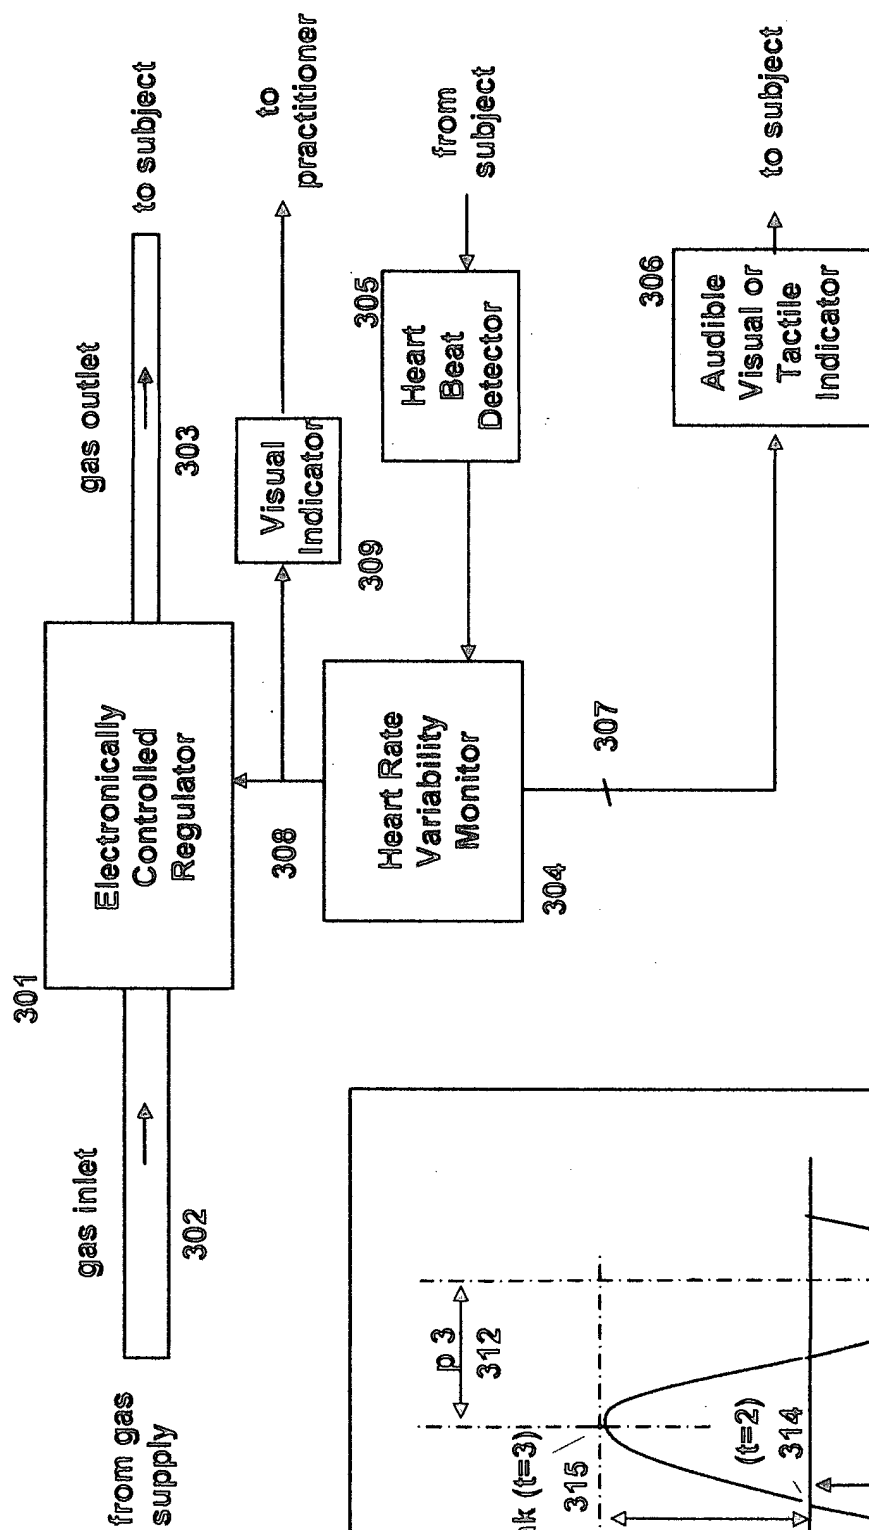 from gas
supply
gas inlet
302
301
Electronically
Controlled
Regulator
gas outlet
303
to subject
308
309
Visual
Indicator
to
practitioner
304
Heart Rate
Variability
Monitor
305
Heart
Beat
Detector
from
subject
307
306
Audible
Visual or
Tactile
Indicator
to subject
p 3
312
(t=3)
315
(t=2)
314